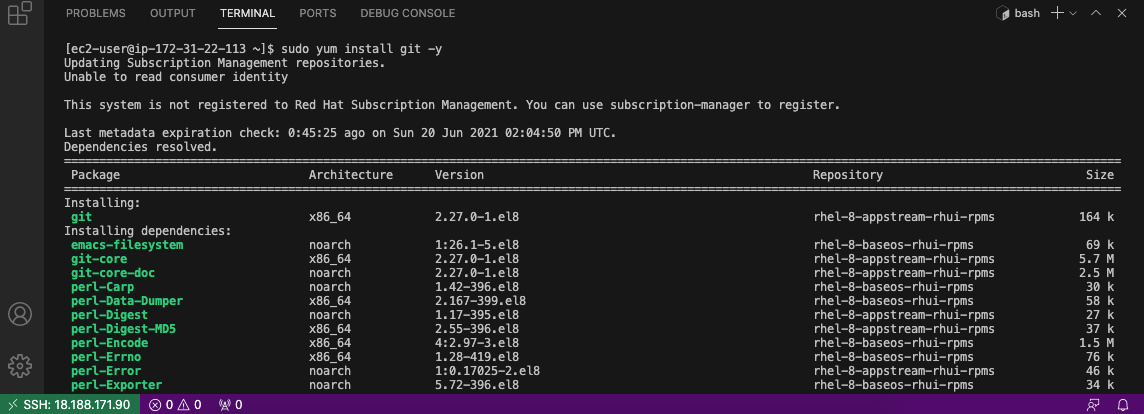 PROBLEMS OUTPUT TERMINAL PORTS DEBUG CONSOLE bash
[ec2-user@ip-172-31-22-113 ~]$ sudo yum install git -y
Updating Subscription Management repositories.
Unable to read consumer identity
This system is not registered to Red Hat Subscription Management. You can use subscription-manager to register.
Last metadata expiration check: 0:45:25 ago on Sun 20 Jun 2021 02:04:50 PM UTC.
Dependencies resolved.
Package Architecture Version Repository Size
Installing:
git x86_64 2.27.0-1.el8 rhel-8-appstream-rhui-rpms 164 k
Installing dependencies:
emacs-filesystem noarch 1:26.1-5.el8 rhel-8-baseos-rhui-rpms 69 k
git-core x86_64 2.27.0-1.el8 rhel-8-appstream-rhui-rpms 5.7 M
git-core-doc noarch 2.27.0-1.el8 rhel-8-appstream-rhui-rpms 2.5 M
perl-Carp noarch 1.42-396.el8 rhel-8-baseos-rhui-rpms 30 k
perl-Data-Dumper x86_64 2.167-399.el8 rhel-8-baseos-rhui-rpms 58 k
perl-Digest noarch 1.17-395.el8 rhel-8-appstream-rhui-rpms 27 k
perl-Digest-MD5 x86_64 2.55-396.el8 rhel-8-appstream-rhui-rpms 37 k
perl-Encode x86_64 4:2.97-3.el8 rhel-8-baseos-rhui-rpms 1.5 M
perl-Errno x86_64 1.28-419.el8 rhel-8-baseos-rhui-rpms 76 k
perl-Error noarch 1:0.17025-2.el8 rhel-8-appstream-rhui-rpms 46 k
perl-Exporter noarch 5.72-396.el8 rhel-8-baseos-rhui-rpms 34 k
SSH: 18.188.171.90 0 0 0